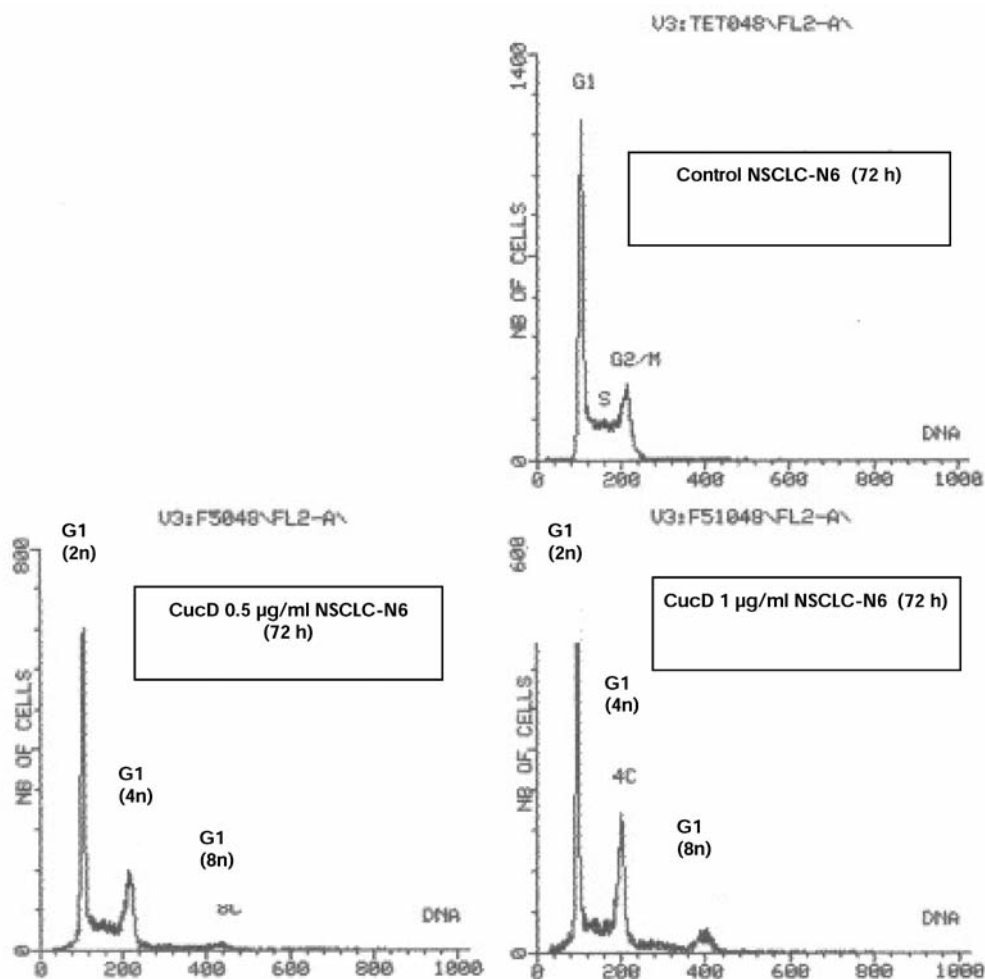 V3:TET048\FL2-A\
1400
G1
Control NSCLC-N6 (72 h)
NB OF CELLS
G2/M
S
DNA
0
0 200 400 600 800 1000
V3:F5048\FL2-A\
800
G1
(2n)
CucD 0.5 µg/ml NSCLC-N6
(72 h)
NB OF CELLS
G1
(4n)
G1
(8n)
8C
DNA
0
0 200 400 600 800 1000
V3:F51048\FL2-A\
600
G1
(2n)
CucD 1 µg/ml NSCLC-N6 (72 h)
NB OF CELLS
G1
(4n)
4C
G1
(8n)
DNA
0
0 200 400 600 800 1000